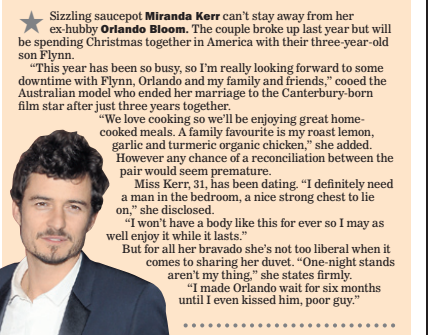 Sizzling saucepot Miranda Kerr can't stay away from her
ex-hubby Orlando Bloom. The couple broke up last year but will
be spending Christmas together in America with their three-year-old
son Flynn.
"This year has been so busy, so I'm really looking forward to some
downtime with Flynn, Orlando and my family and friends," cooed the
Australian model who ended her marriage to the Canterbury-born
film star after just three years together.
"We love cooking so we'll be enjoying great home-
cooked meals. A family favourite is my roast lemon,
garlic and turmeric organic chicken," she added.
However any chance of a reconciliation between the
pair would seem premature.
Miss Kerr, 31, has been dating. "I definitely need
a man in the bedroom, a nice strong chest to lie
on," she disclosed.
"I won't have a body like this for ever so I may as
well enjoy it while it lasts."
But for all her bravado she's not too liberal when it
comes to sharing her duvet. "One-night stands
aren't my thing," she states firmly.
"I made Orlando wait for six months
until I even kissed him, poor guy."